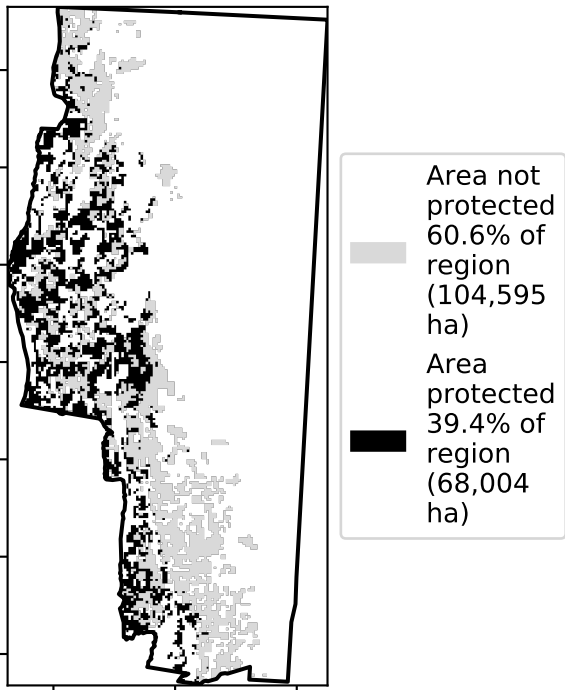 Area not
protected
60.6% of
region
(104,595
ha)
Area
protected
39.4% of
region
(68,004
ha)